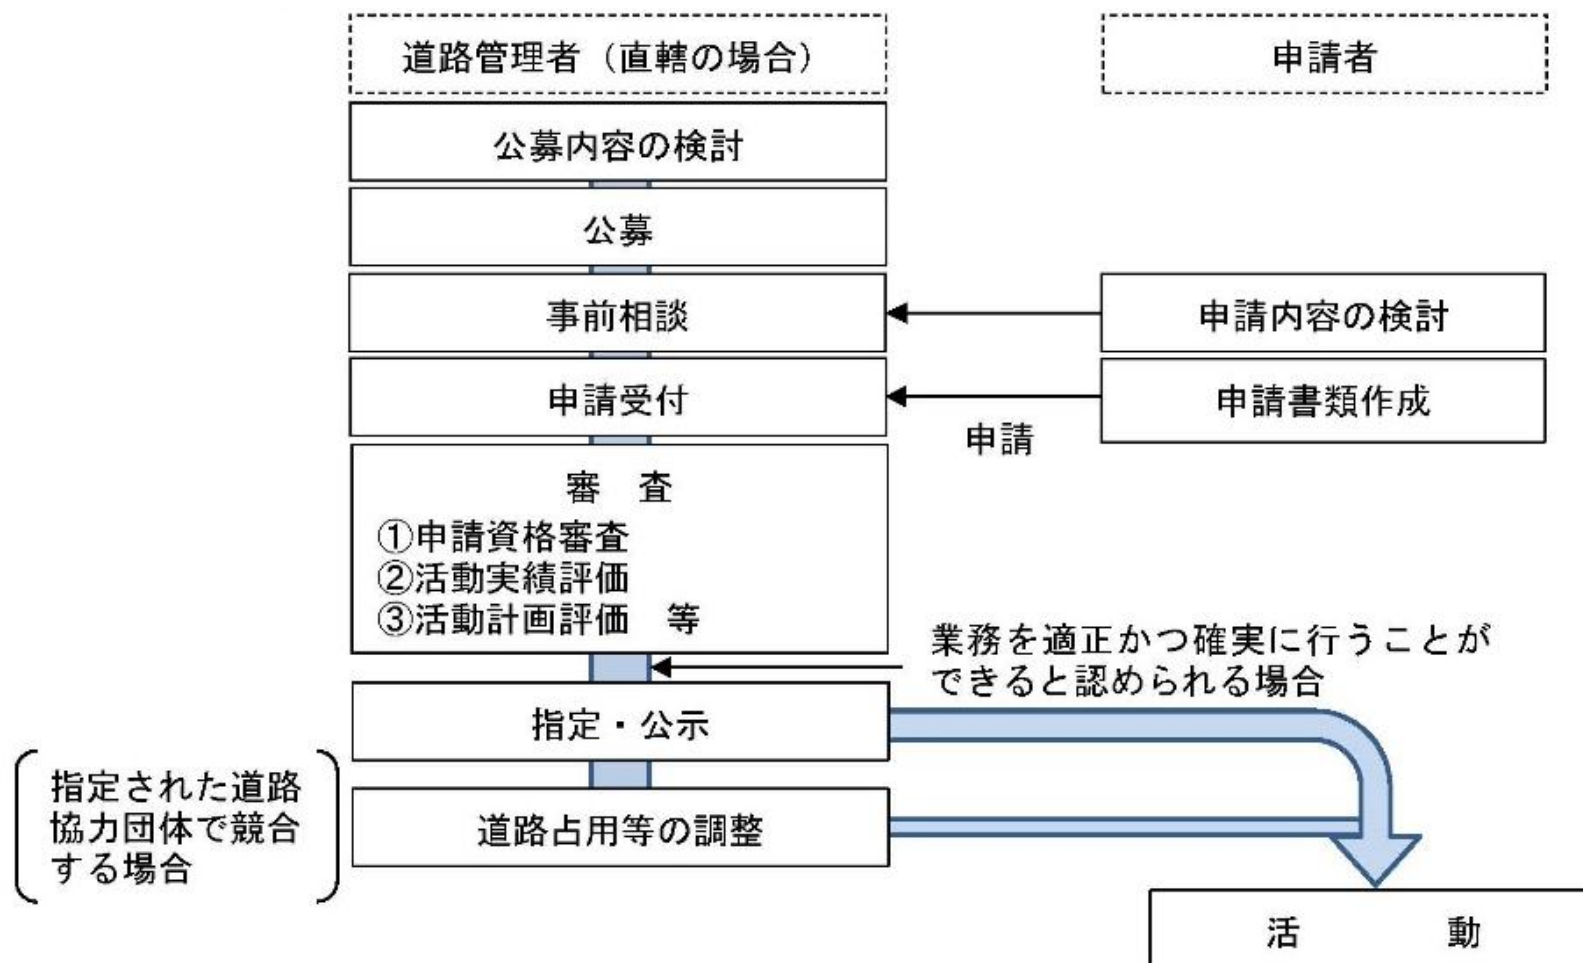 道路管理者（直轄の場合）
申請者
公募内容の検討
公募
事前相談
申請内容の検討
申請受付
申請書類作成
申請
審　査
①申請資格審査
②活動実績評価
③活動計画評価　等
業務を適正かつ確実に行うことが
できると認められる場合
指定・公示
指定された道路
協力団体で競合
する場合
道路占用等の調整
活　動